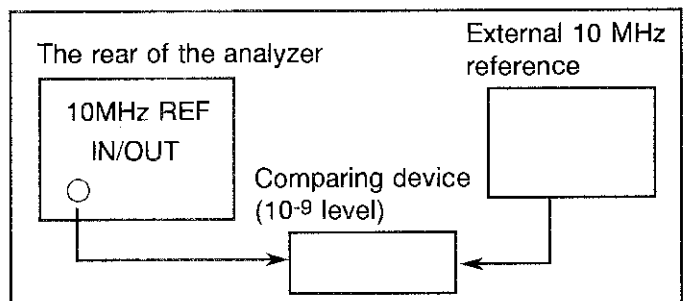 The rear of the analyzer
10MHz REF
IN/OUT
External 10 MHz
reference
Comparing device
(10-9 level)